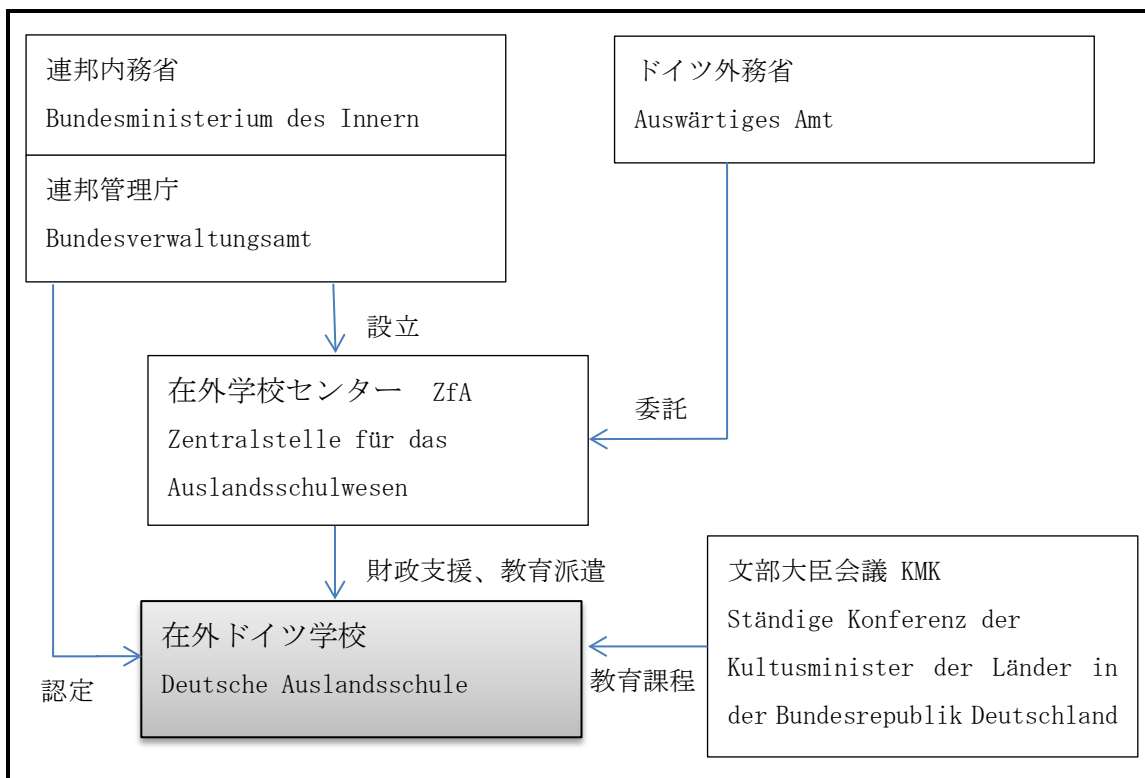 連邦内務省
Bundesministerium des Innern
連邦管理庁
Bundesverwaltungsamt
ドイツ外務省
Auswärtiges Amt
設立
在外学校センター ZfA
Zentralstelle für das
Auslandsschulwesen
委託
財政支援、教育派遣
在外ドイツ学校
Deutsche Auslandsschule
認定
教育課程
文部大臣会議 KMK
Ständige Konferenz der
Kultusminister der Länder in
der Bundesrepublik Deutschland